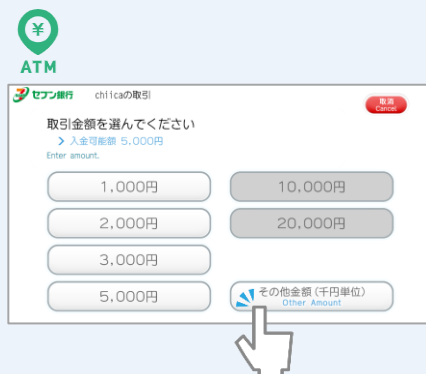 ¥
ATM
セブン銀行 chiicaの取引
取消
Cancel
取引金額を選んでください
> 入金可能額 5,000円
Enter amount.
1,000円
10,000円
2,000円
20,000円
3,000円
5,000円
その他金額(千円単位)
Other Amount